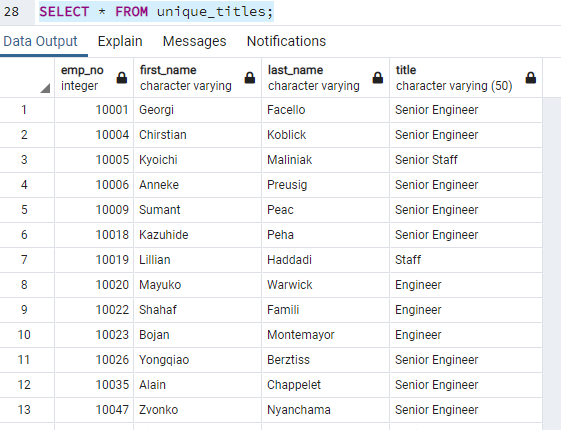 28 SELECT * FROM unique_titles;
Data Output Explain Messages Notifications
emp_no first_name last_name title
integer character varying character varying character varying (50)
1 10001 Georgi Facello Senior Engineer
2 10004 Chirstian Koblick Senior Engineer
3 10005 Kyoichi Maliniak Senior Staff
4 10006 Anneke Preusig Senior Engineer
5 10009 Sumant Peac Senior Engineer
6 10018 Kazuhide Peha Senior Engineer
7 10019 Lillian Haddadi Staff
8 10020 Mayuko Warwick Engineer
9 10022 Shahaf Famili Engineer
10 10023 Bojan Montemayor Engineer
11 10026 Yongqiao Berztiss Senior Engineer
12 10035 Alain Chappelet Senior Engineer
13 10047 Zvonko Nyanchama Senior Engineer